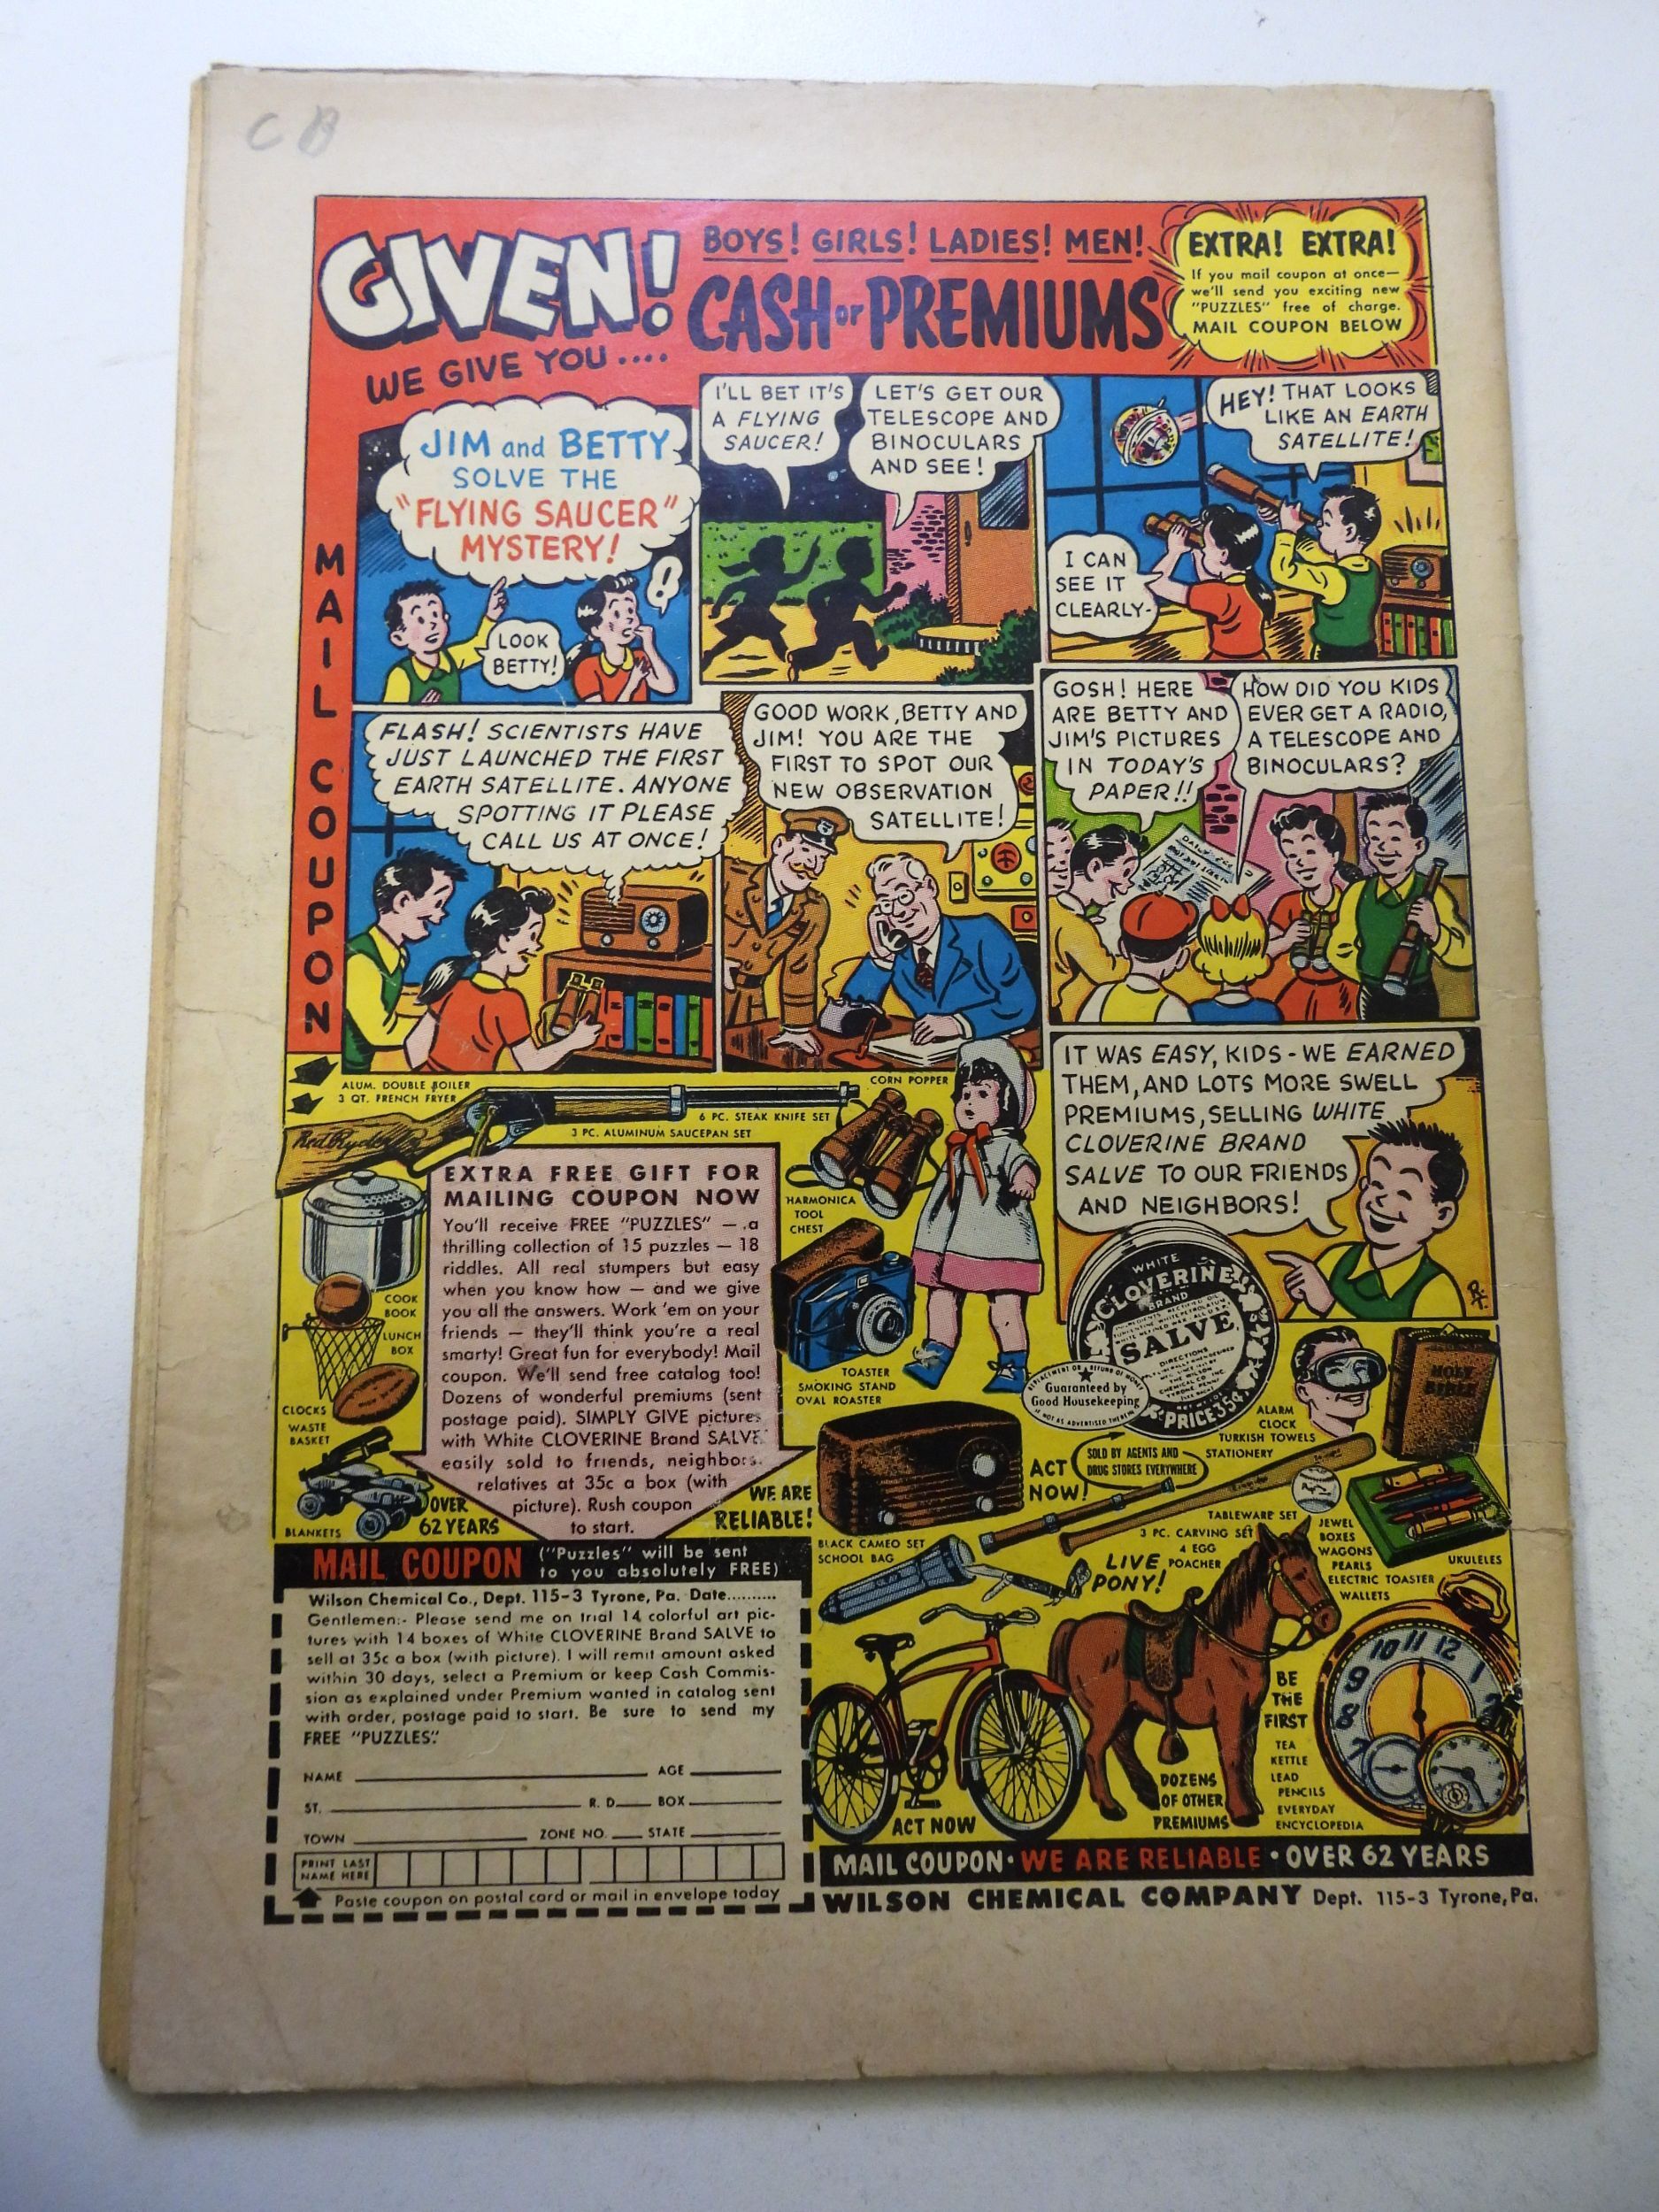 C B
GIVEN!
WE GIVE YOU....
BOYS! GIRLS! LADIES! MEN!
CASH or PREMIUMS
EXTRA! EXTRA!
If you mail coupon at once—
we'll send you exciting new
"PUZZLES" free of charge.
MAIL COUPON BELOW
MAIL COUPON
JIM and BETTY
SOLVE THE
"FLYING SAUCER"
MYSTERY!
LOOK
BETTY!
!
I'LL BET IT'S
A FLYING
SAUCER!
LET'S GET OUR
TELESCOPE AND
BINOCULARS
AND SEE!
HEY! THAT LOOKS
LIKE AN EARTH
SATELLITE!
I CAN
SEE IT
CLEARLY-
FLASH! SCIENTISTS HAVE
JUST LAUNCHED THE FIRST
EARTH SATELLITE. ANYONE
SPOTTING IT PLEASE
CALL US AT ONCE!
GOOD WORK, BETTY AND
JIM! YOU ARE THE
FIRST TO SPOT OUR
NEW OBSERVATION
SATELLITE!
GOSH! HERE
ARE BETTY AND
JIM'S PICTURES
IN TODAY'S
PAPER!!
HOW DID YOU KIDS
EVER GET A RADIO,
A TELESCOPE AND
BINOCULARS?
IT WAS EASY, KIDS - WE EARNED
THEM, AND LOTS MORE SWELL
PREMIUMS, SELLING WHITE
CLOVERINE BRAND
SALVE TO OUR FRIENDS
AND NEIGHBORS!
ALUM. DOUBLE BOILER
3 QT. FRENCH FRYER
CORN POPPER
6 PC. STEAK KNIFE SET
3 PC. ALUMINUM SAUCEPAN SET
Red Ryder
EXTRA FREE GIFT FOR
MAILING COUPON NOW
You'll receive FREE "PUZZLES" — a
thrilling collection of 15 puzzles — 18
riddles. All real stumpers but easy
when you know how — and we give
you all the answers. Work 'em on your
friends — they'll think you're a real
smarty! Great fun for everybody! Mail
coupon. We'll send free catalog too!
Dozens of wonderful premiums (sent
postage paid). SIMPLY GIVE pictures
with White CLOVERINE Brand SALVE
easily sold to friends, neighbors,
relatives at 35c a box (with
picture). Rush coupon
to start.
HARMONICA
TOOL
CHEST
COOK
BOOK
LUNCH
BOX
CLOCKS
WASTE
BASKET
BLANKETS
OVER
62 YEARS
WE ARE
RELIABLE!
TOASTER
SMOKING STAND
OVAL ROASTER
WHITE
CLOVERINE
BRAND
SALVE
DIRECTIONS
PRICE 35¢
REPLACEMENT OR REFUND OF MONEY
Guaranteed by
Good Housekeeping
IF NOT AS ADVERTISED THEREIN
HOLY
BIBLE
ALARM
CLOCK
TURKISH TOWELS
STATIONERY
ACT
NOW!
SOLD BY AGENTS AND
DRUG STORES EVERYWHERE
BLACK CAMEO SET
SCHOOL BAG
TABLEWARE SET
3 PC. CARVING SET
4 EGG
POACHER
LIVE
PONY!
JEWEL
BOXES
WAGONS
PEARLS
ELECTRIC TOASTER
WALLETS
UKULELES
10 11 12 1 2 9 8 7
BE
THE
FIRST
TEA
KETTLE
LEAD
PENCILS
EVERYDAY
ENCYCLOPEDIA
DOZENS
OF OTHER
PREMIUMS
ACT NOW
MAIL COUPON ("Puzzles" will be sent
to you absolutely FREE)
Wilson Chemical Co., Dept. 115-3 Tyrone, Pa. Date..........
Gentlemen:- Please send me on trial 14 colorful art pic-
tures with 14 boxes of White CLOVERINE Brand SALVE to
sell at 35c a box (with picture). I will remit amount asked
within 30 days, select a Premium or keep Cash Commis-
sion as explained under Premium wanted in catalog sent
with order, postage paid to start. Be sure to send my
FREE "PUZZLES".
NAME AGE
ST. R. D. BOX
TOWN ZONE NO. STATE
PRINT LAST
NAME HERE
Paste coupon on postal card or mail in envelope today
MAIL COUPON • WE ARE RELIABLE • OVER 62 YEARS
WILSON CHEMICAL COMPANY Dept. 115-3 Tyrone, Pa.